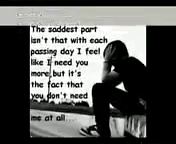 The saddest part
isn't that with each
passing day I feel
like I need you
more,but it's
the fact that
you don't need
me at all...